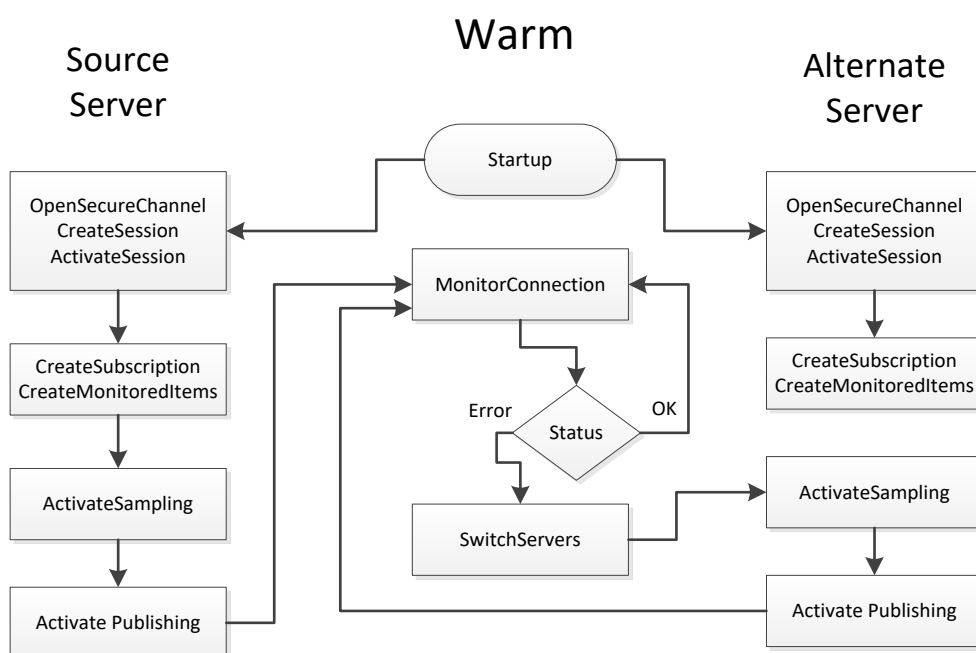 Warm
Source
Server
Alternate
Server
Startup
OpenSecureChannel
CreateSession
ActivateSession
OpenSecureChannel
CreateSession
ActivateSession
MonitorConnection
CreateSubscription
CreateMonitoredItems
CreateSubscription
CreateMonitoredItems
Error
OK
Status
ActivateSampling
ActivateSampling
SwitchServers
Activate Publishing
Activate Publishing